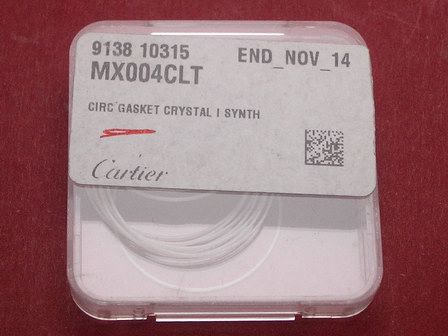 9138 10315 END_NOV_14
MX004CLT
CIRC GASKET CRYSTAL I SYNTH
Cartier